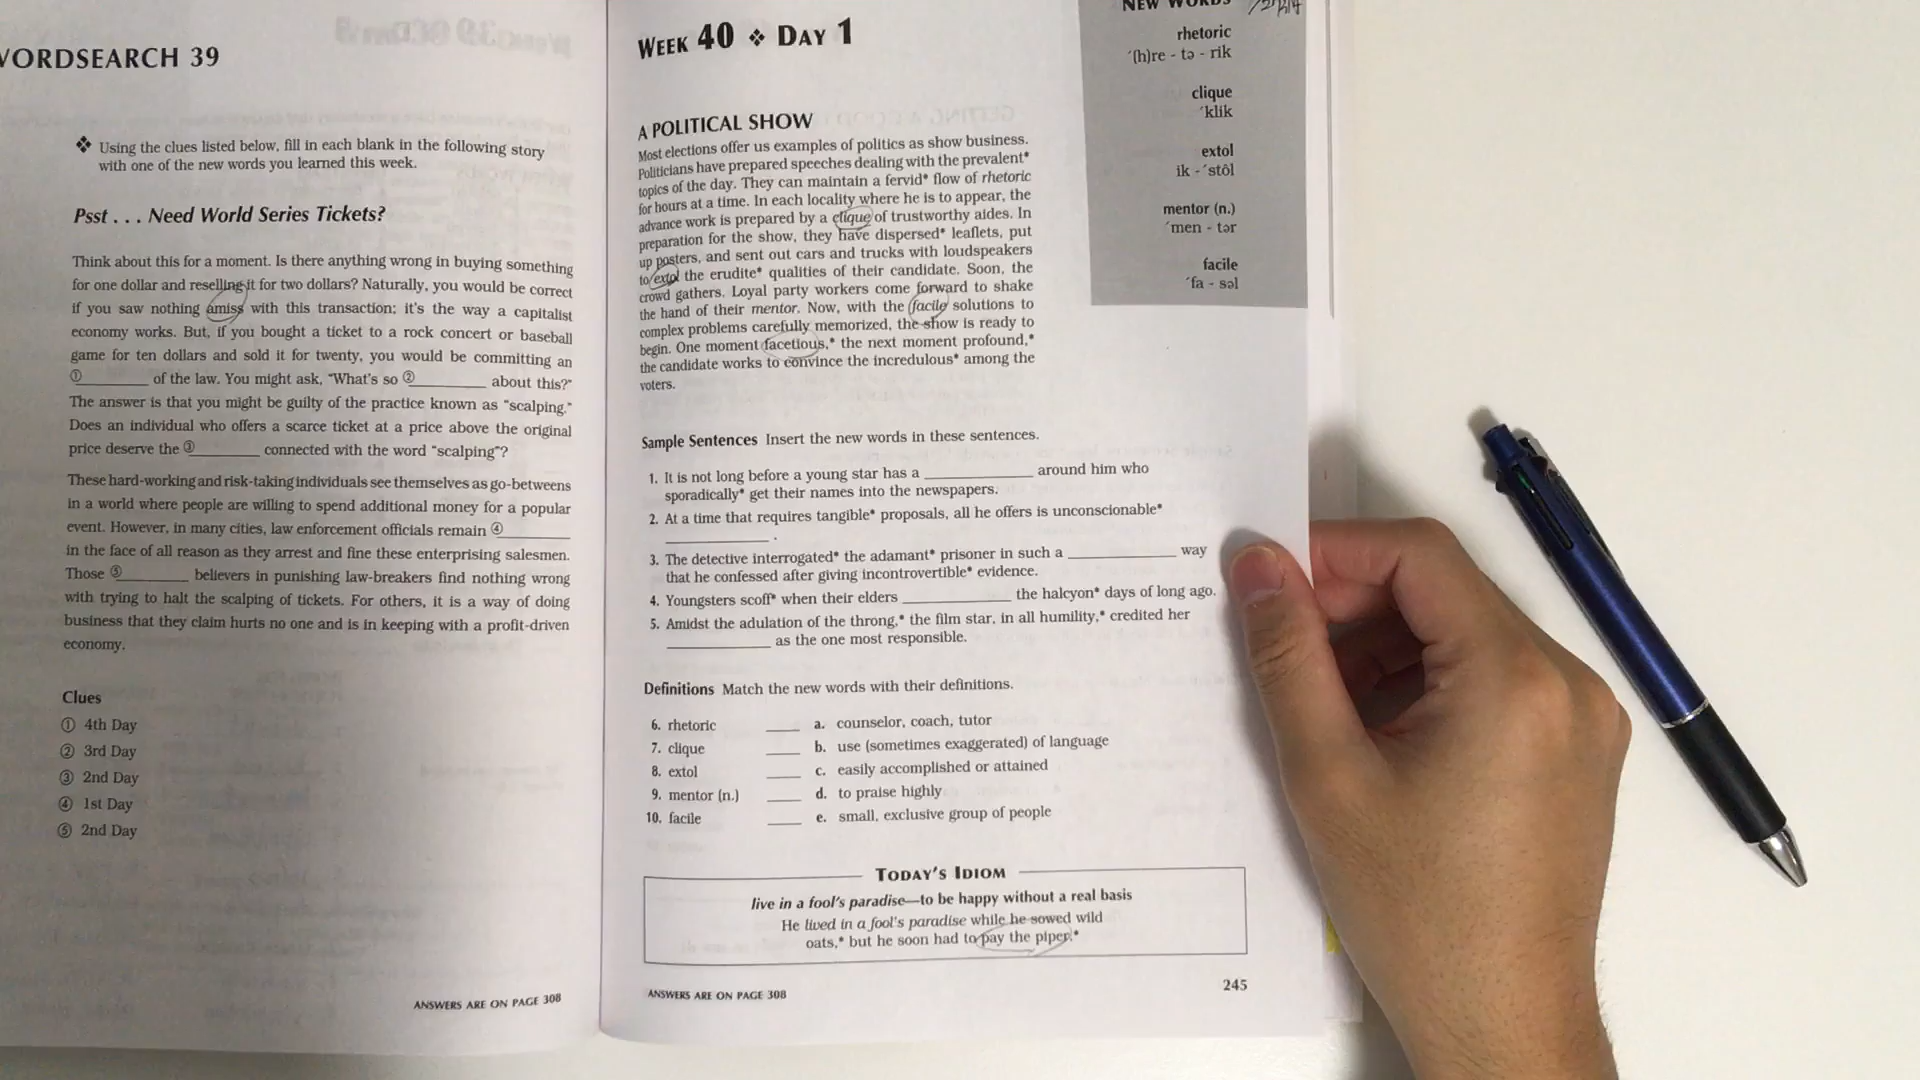 WORDSEARCH 39
❖ Using the clues listed below, fill in each blank in the following story
with one of the new words you learned this week.
Psst . . . Need World Series Tickets?
Think about this for a moment. Is there anything wrong in buying something
for one dollar and reselling it for two dollars? Naturally, you would be correct
if you saw nothing amiss with this transaction; it's the way a capitalist
economy works. But, if you bought a ticket to a rock concert or baseball
game for ten dollars and sold it for twenty, you would be committing an
①________ of the law. You might ask, "What's so ②________ about this?"
The answer is that you might be guilty of the practice known as "scalping."
Does an individual who offers a scarce ticket at a price above the original
price deserve the ③________ connected with the word "scalping"?
These hard-working and risk-taking individuals see themselves as go-betweens
in a world where people are willing to spend additional money for a popular
event. However, in many cities, law enforcement officials remain ④________
in the face of all reason as they arrest and fine these enterprising salesmen.
Those ⑤________ believers in punishing law-breakers find nothing wrong
with trying to halt the scalping of tickets. For others, it is a way of doing
business that they claim hurts no one and is in keeping with a profit-driven
economy.
Clues
① 4th Day
② 3rd Day
③ 2nd Day
④ 1st Day
⑤ 2nd Day
ANSWERS ARE ON PAGE 308
WEEK 40 ❖ DAY 1
NEW WORDS
rhetoric
´(h)re - tə - rik
clique
´klik
extol
ik -´stōl
mentor (n.)
´men - tər
facile
´fa - səl
A POLITICAL SHOW
Most elections offer us examples of politics as show business.
Politicians have prepared speeches dealing with the prevalent*
topics of the day. They can maintain a fervid* flow of rhetoric
for hours at a time. In each locality where he is to appear, the
advance work is prepared by a clique of trustworthy aides. In
preparation for the show, they have dispersed* leaflets, put
up posters, and sent out cars and trucks with loudspeakers
to extol the erudite* qualities of their candidate. Soon, the
crowd gathers. Loyal party workers come forward to shake
the hand of their mentor. Now, with the facile solutions to
complex problems carefully memorized, the show is ready to
begin. One moment facetious,* the next moment profound,*
the candidate works to convince the incredulous* among the
voters.
Sample Sentences Insert the new words in these sentences.
1. It is not long before a young star has a ____________ around him who
sporadically* get their names into the newspapers.
2. At a time that requires tangible* proposals, all he offers is unconscionable*
____________ .
3. The detective interrogated* the adamant* prisoner in such a ____________ way
that he confessed after giving incontrovertible* evidence.
4. Youngsters scoff* when their elders ____________ the halcyon* days of long ago.
5. Amidst the adulation of the throng,* the film star, in all humility,* credited her
____________ as the one most responsible.
Definitions Match the new words with their definitions.
6. rhetoric ____ a. counselor, coach, tutor
7. clique ____ b. use (sometimes exaggerated) of language
8. extol ____ c. easily accomplished or attained
9. mentor (n.) ____ d. to praise highly
10. facile ____ e. small, exclusive group of people
TODAY'S IDIOM
live in a fool's paradise—to be happy without a real basis
He lived in a fool's paradise while he sowed wild
oats,* but he soon had to pay the piper.*
ANSWERS ARE ON PAGE 308
245